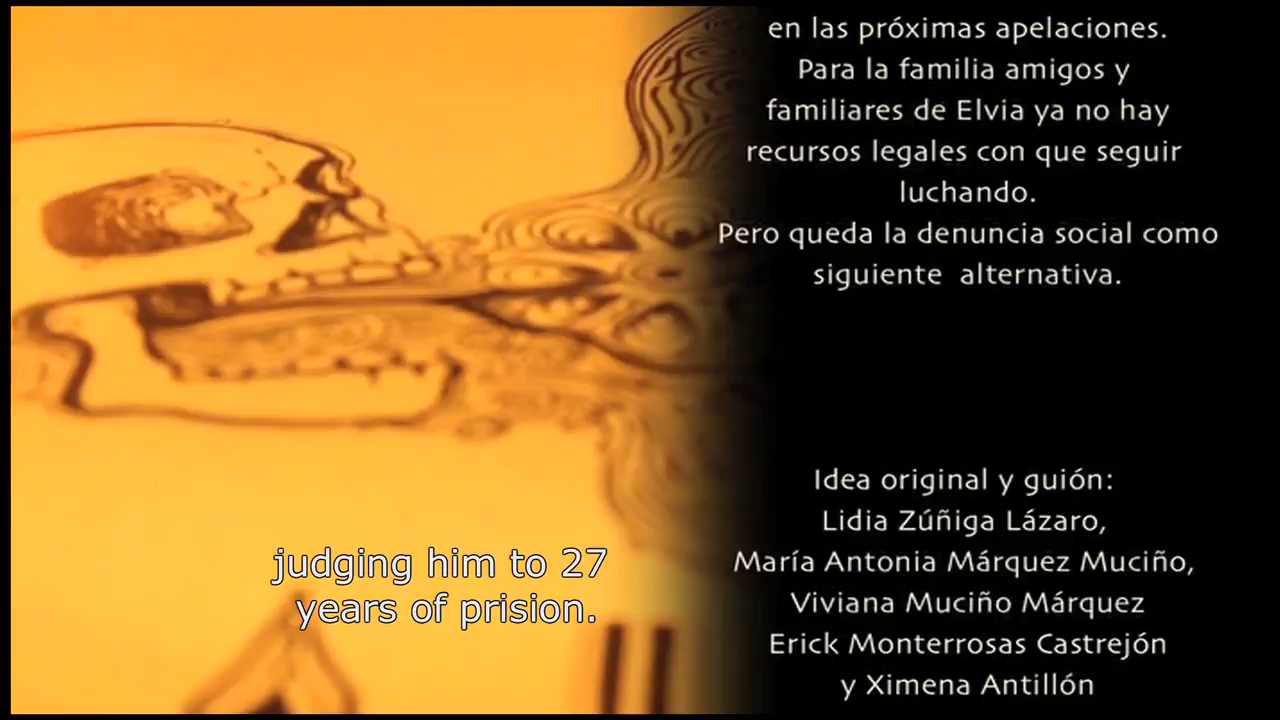 en las próximas apelaciones.
Para la familia amigos y
familiares de Elvia ya no hay
recursos legales con que seguir
luchando.
Pero queda la denuncia social como
siguiente alternativa.
Idea original y guión:
Lidia Zúñiga Lázaro,
María Antonia Márquez Muciño,
Viviana Muciño Márquez
Erick Monterrosas Castrejón
y Ximena Antillón
judging him to 27
years of prision.